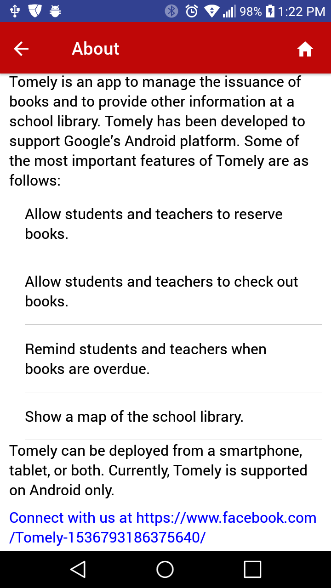 98% 1:22 PM
About
Tomely is an app to manage the issuance of
books and to provide other information at a
school library. Tomely has been developed to
support Google's Android platform. Some of
the most important features of Tomely are as
follows:
Allow students and teachers to reserve
books.
Allow students and teachers to check out
books.
Remind students and teachers when
books are overdue.
Show a map of the school library.
Tomely can be deployed from a smartphone,
tablet, or both. Currently, Tomely is supported
on Android only.
Connect with us at https://www.facebook.com
/Tomely-1536793186375640/